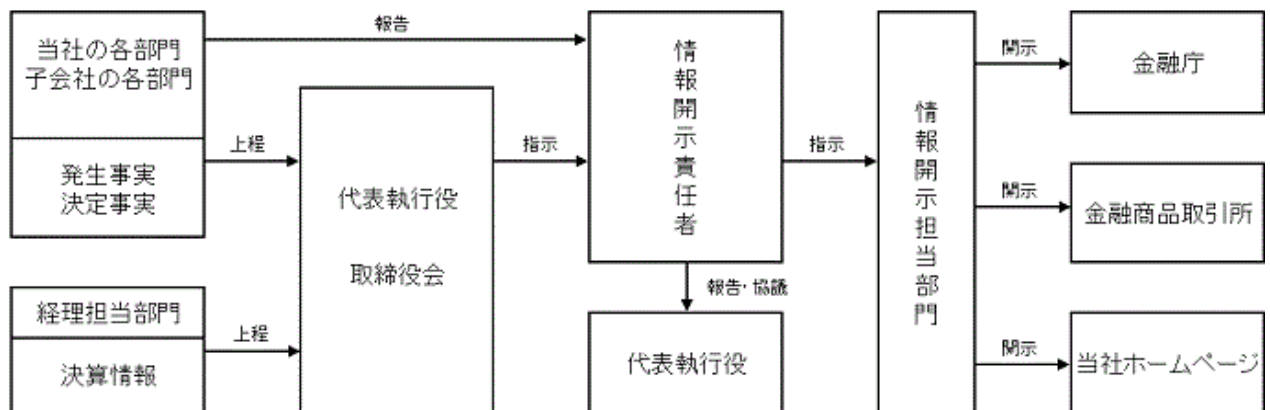 当社の各部門
子会社の各部門
発生事実
決定事実
経理担当部門
決算情報
報告
上程
上程
代表執行役
取締役会
指示
情報開示責任者
報告・協議
代表執行役
指示
情報開示担当部門
開示
金融庁
開示
金融商品取引所
開示
当社ホームページ